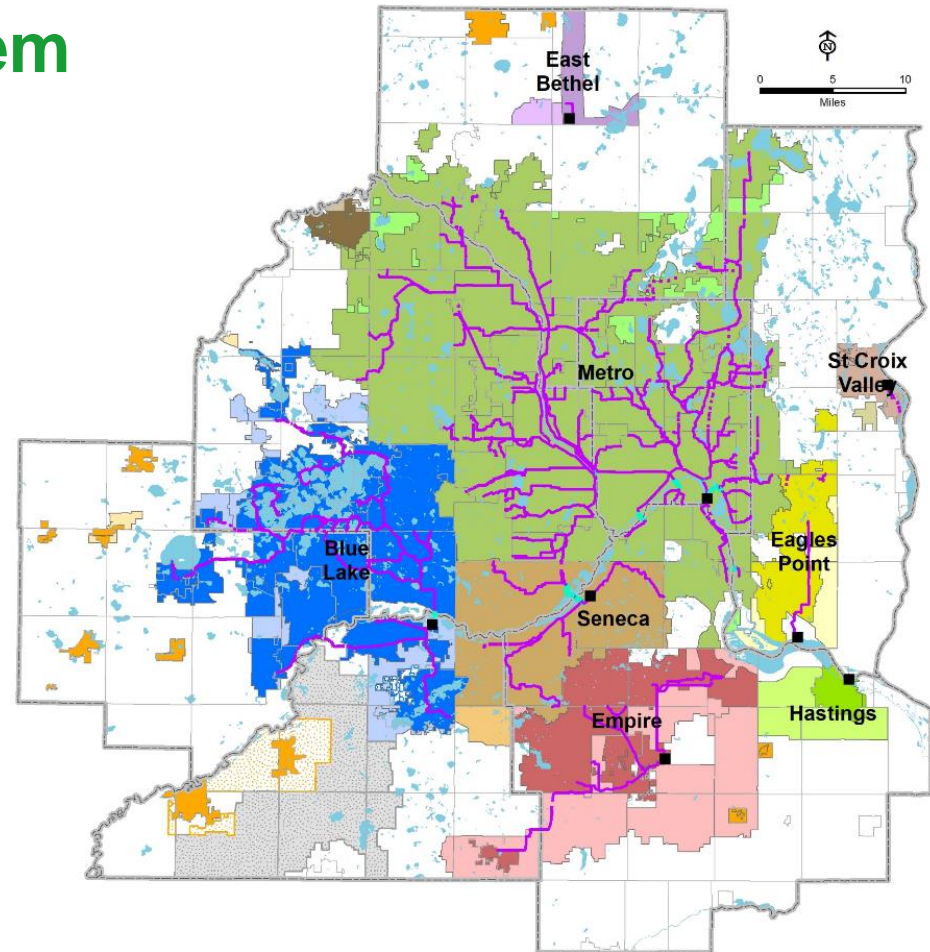 em
N
0 5 10
Miles
East
Bethel
Metro
St Croix
Valley
Blue
Lake
Eagles
Point
Seneca
Empire
Hastings